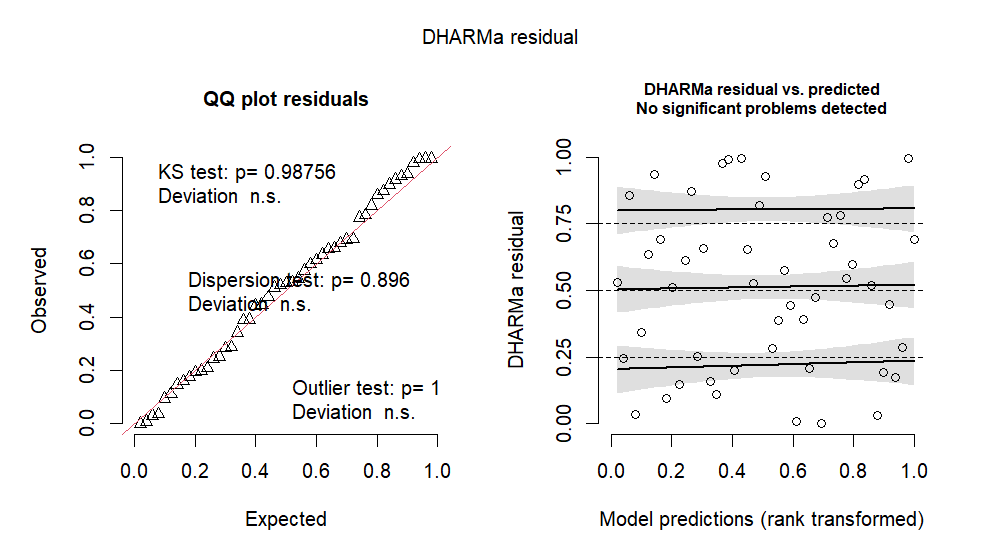 DHARMa residual
QQ plot residuals
KS test: p= 0.98756
Deviation n.s.
Dispersion test: p= 0.896
Deviation n.s.
Outlier test: p= 1
Deviation n.s.
Observed
0.0 0.2 0.4 0.6 0.8 1.0
0.0 0.2 0.4 0.6 0.8 1.0
Expected
DHARMa residual vs. predicted
No significant problems detected
DHARMa residual
0.00 0.25 0.50 0.75 1.00
0.0 0.2 0.4 0.6 0.8 1.0
Model predictions (rank transformed)